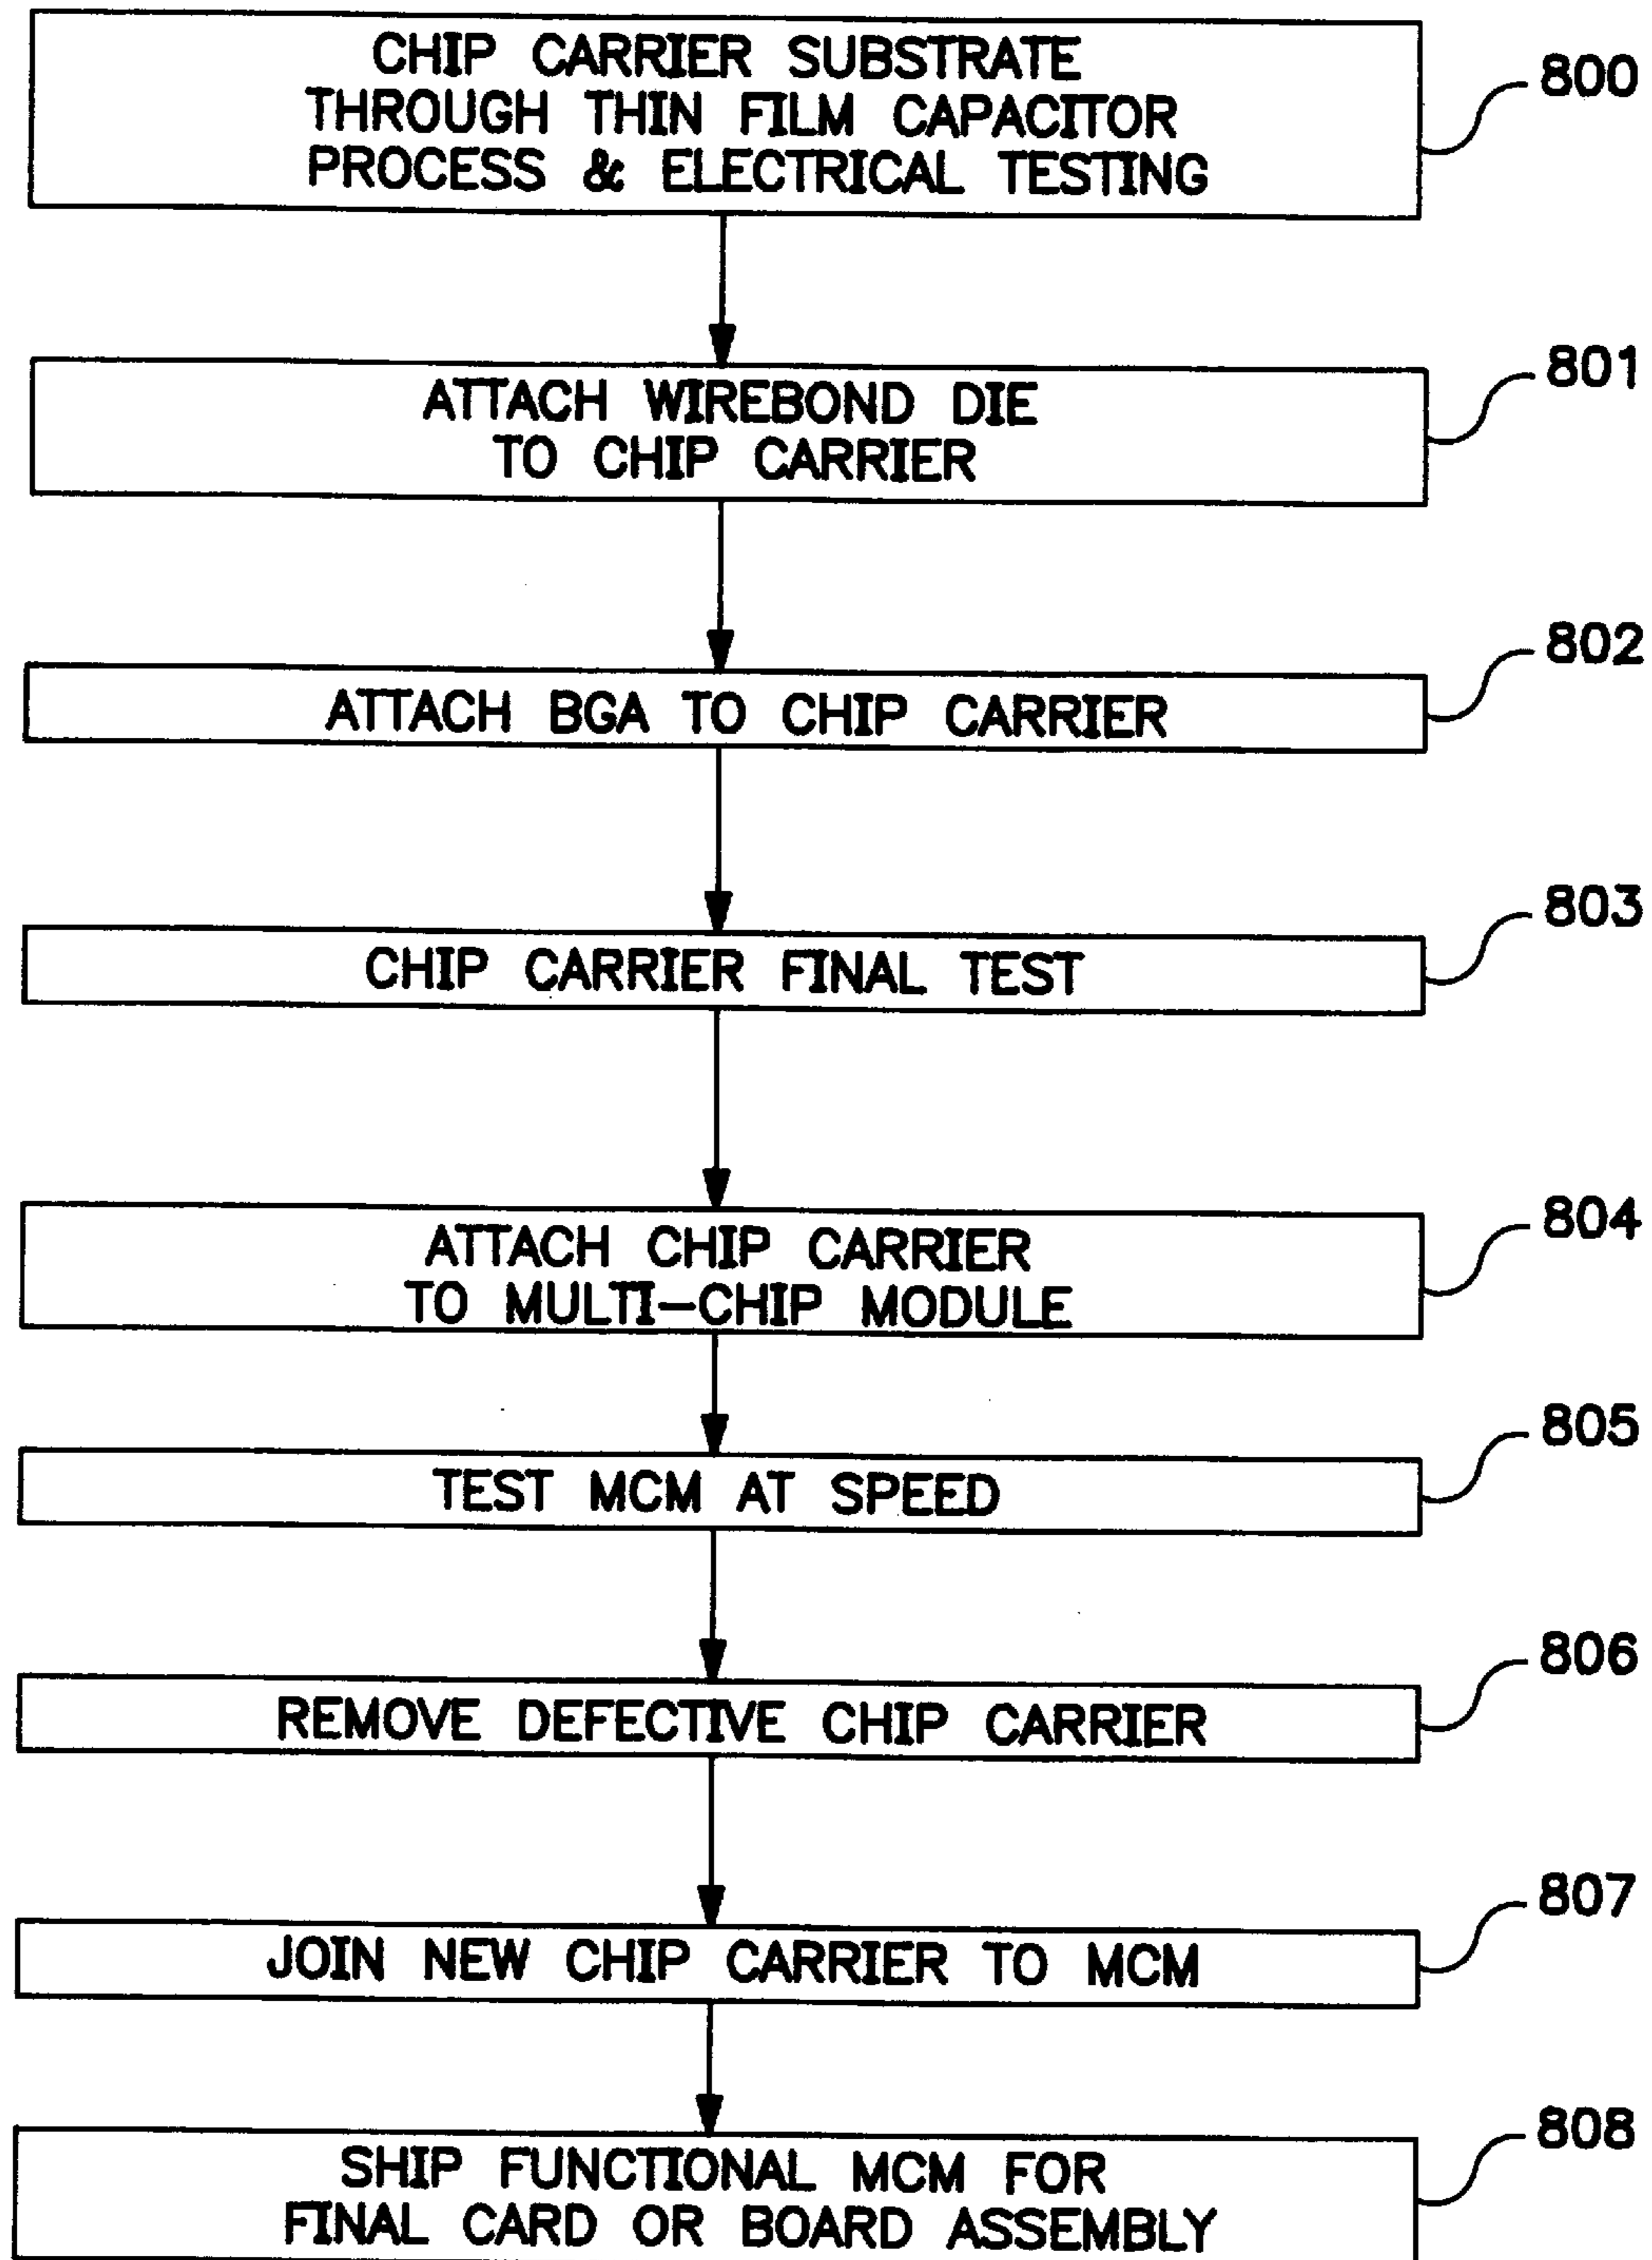 CHIP CARRIER SUBSTRATE
THROUGH THIN FILM CAPACITOR
PROCESS & ELECTRICAL TESTING
800
ATTACH WIREBOND DIE
TO CHIP CARRIER
801
ATTACH BGA TO CHIP CARRIER
802
CHIP CARRIER FINAL TEST
803
ATTACH CHIP CARRIER
TO MULTI-CHIP MODULE
804
TEST MCM AT SPEED
805
REMOVE DEFECTIVE CHIP CARRIER
806
JOIN NEW CHIP CARRIER TO MCM
807
SHIP FUNCTIONAL MCM FOR
FINAL CARD OR BOARD ASSEMBLY
808